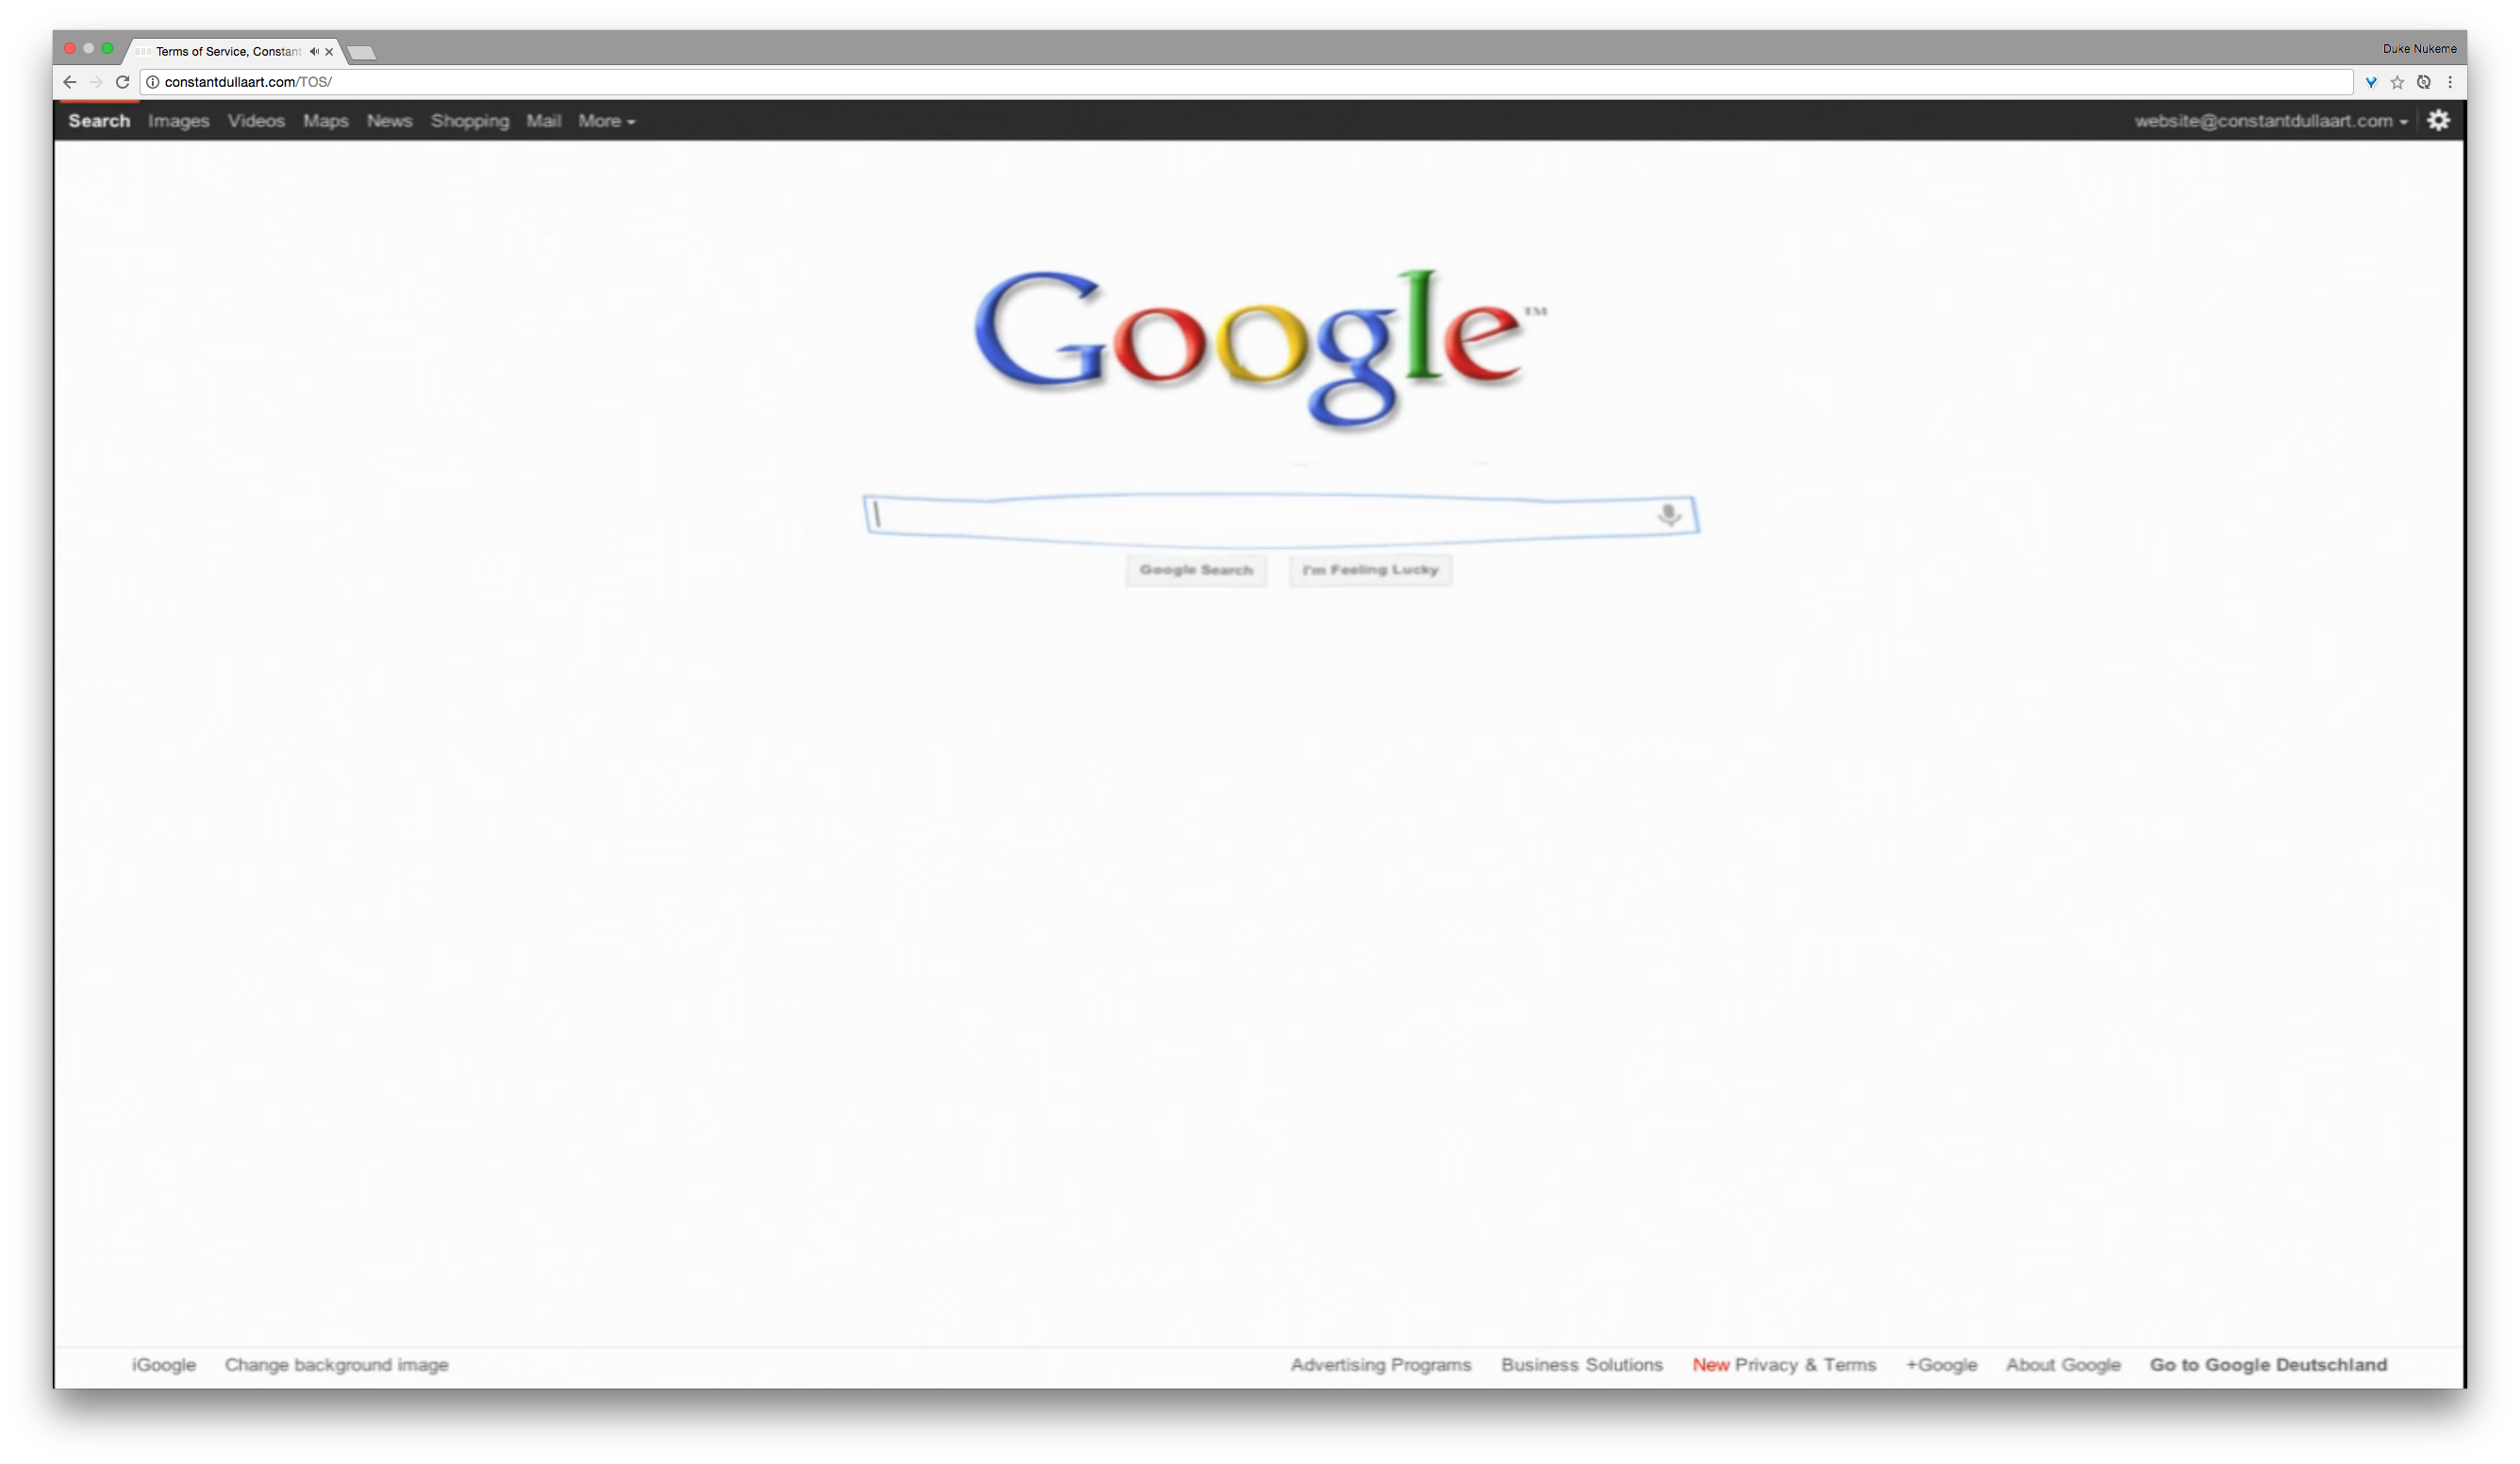 Terms of Service, Constant
Duke Nukeme
constantdullaart.com/TOS/
Search Images Videos Maps News Shopping Mail More website@constantdullaart.com
Google™
Google Search I'm Feeling Lucky
iGoogle Change background image Advertising Programs Business Solutions New Privacy & Terms +Google About Google Go to Google Deutschland